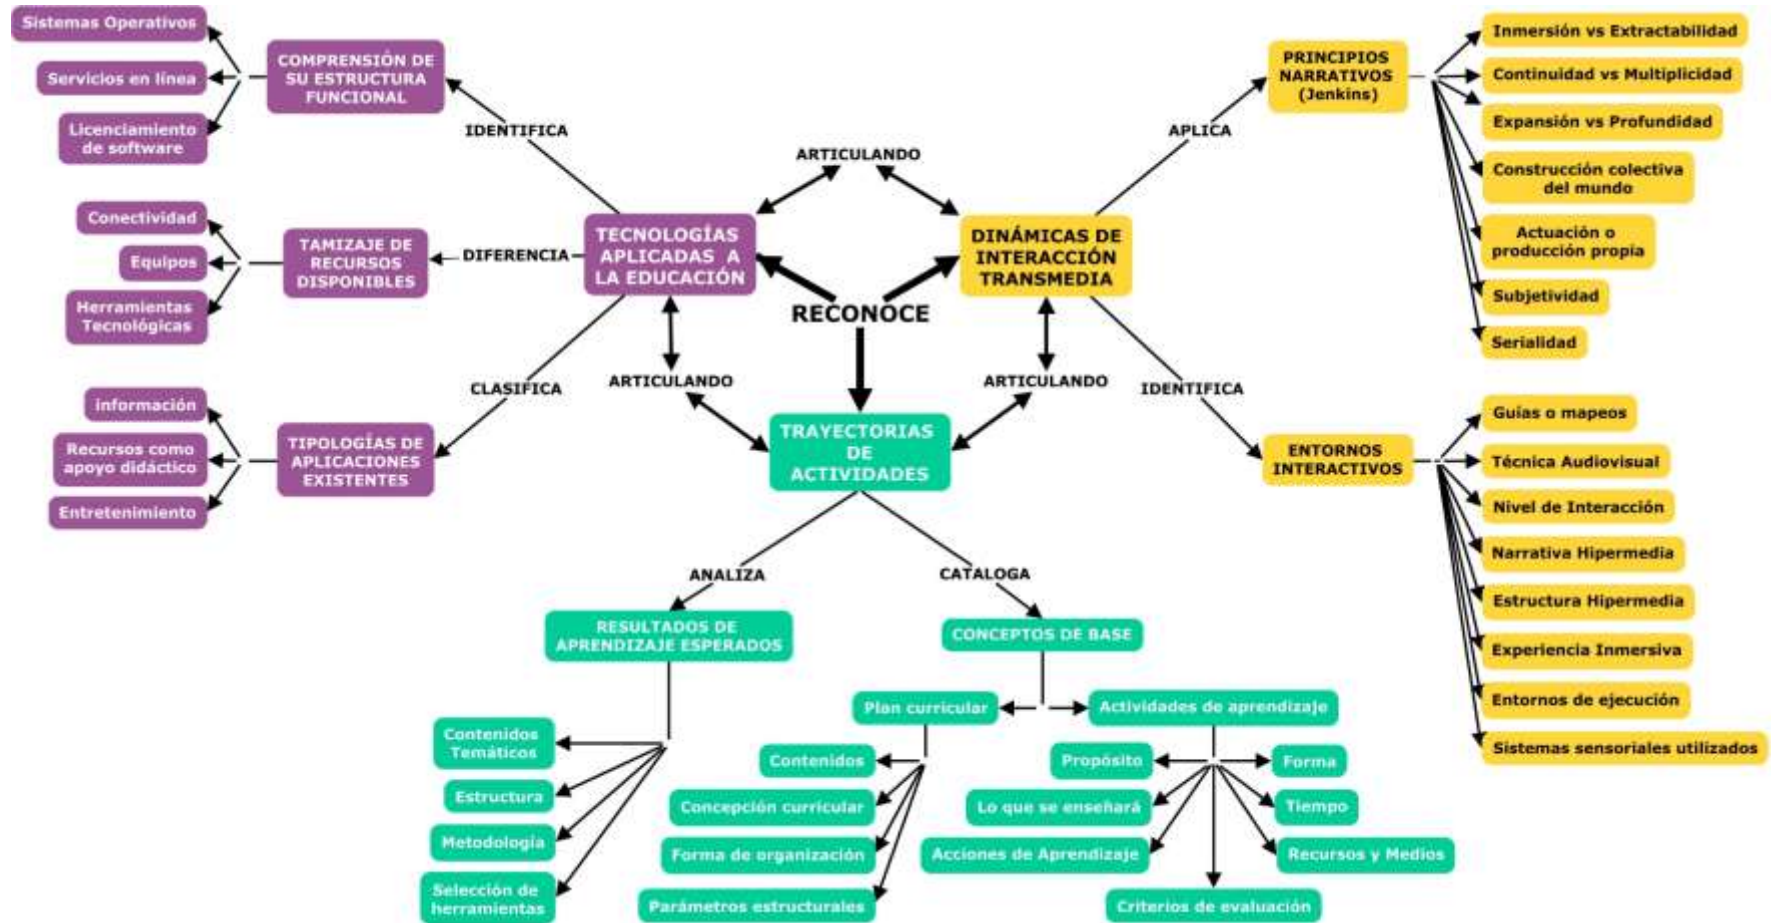 Sistemas Operativos
Servicios en línea
Licenciamiento
de software
COMPRENSIÓN DE
SU ESTRUCTURA
FUNCIONAL
IDENTIFICA
Conectividad
Equipos
Herramientas
Tecnológicas
TAMIZAJE DE
RECURSOS
DISPONIBLES
DIFERENCIA
información
Recursos como
apoyo didáctico
Entretenimiento
TIPOLOGÍAS DE
APLICACIONES
EXISTENTES
CLASIFICA
TECNOLOGÍAS
APLICADAS A
LA EDUCACIÓN
ARTICULANDO
RECONOCE
ARTICULANDO
ARTICULANDO
DINÁMICAS DE
INTERACCIÓN
TRANSMEDIA
APLICA
PRINCIPIOS
NARRATIVOS
(Jenkins)
Inmersión vs Extractabilidad
Continuidad vs Multiplicidad
Expansión vs Profundidad
Construcción colectiva
del mundo
Actuación o
producción propia
Subjetividad
Serialidad
IDENTIFICA
ENTORNOS
INTERACTIVOS
Guías o mapeos
Técnica Audiovisual
Nivel de Interacción
Narrativa Hipermedia
Estructura Hipermedia
Experiencia Inmersiva
Entornos de ejecución
Sistemas sensoriales utilizados
TRAYECTORIAS
DE
ACTIVIDADES
ANALIZA
RESULTADOS DE
APRENDIZAJE ESPERADOS
Contenidos
Temáticos
Estructura
Metodología
Selección de
herramientas
CATALOGA
CONCEPTOS DE BASE
Plan curricular
Contenidos
Concepción curricular
Forma de organización
Parámetros estructurales
Actividades de aprendizaje
Propósito
Forma
Lo que se enseñará
Tiempo
Acciones de Aprendizaje
Recursos y Medios
Criterios de evaluación